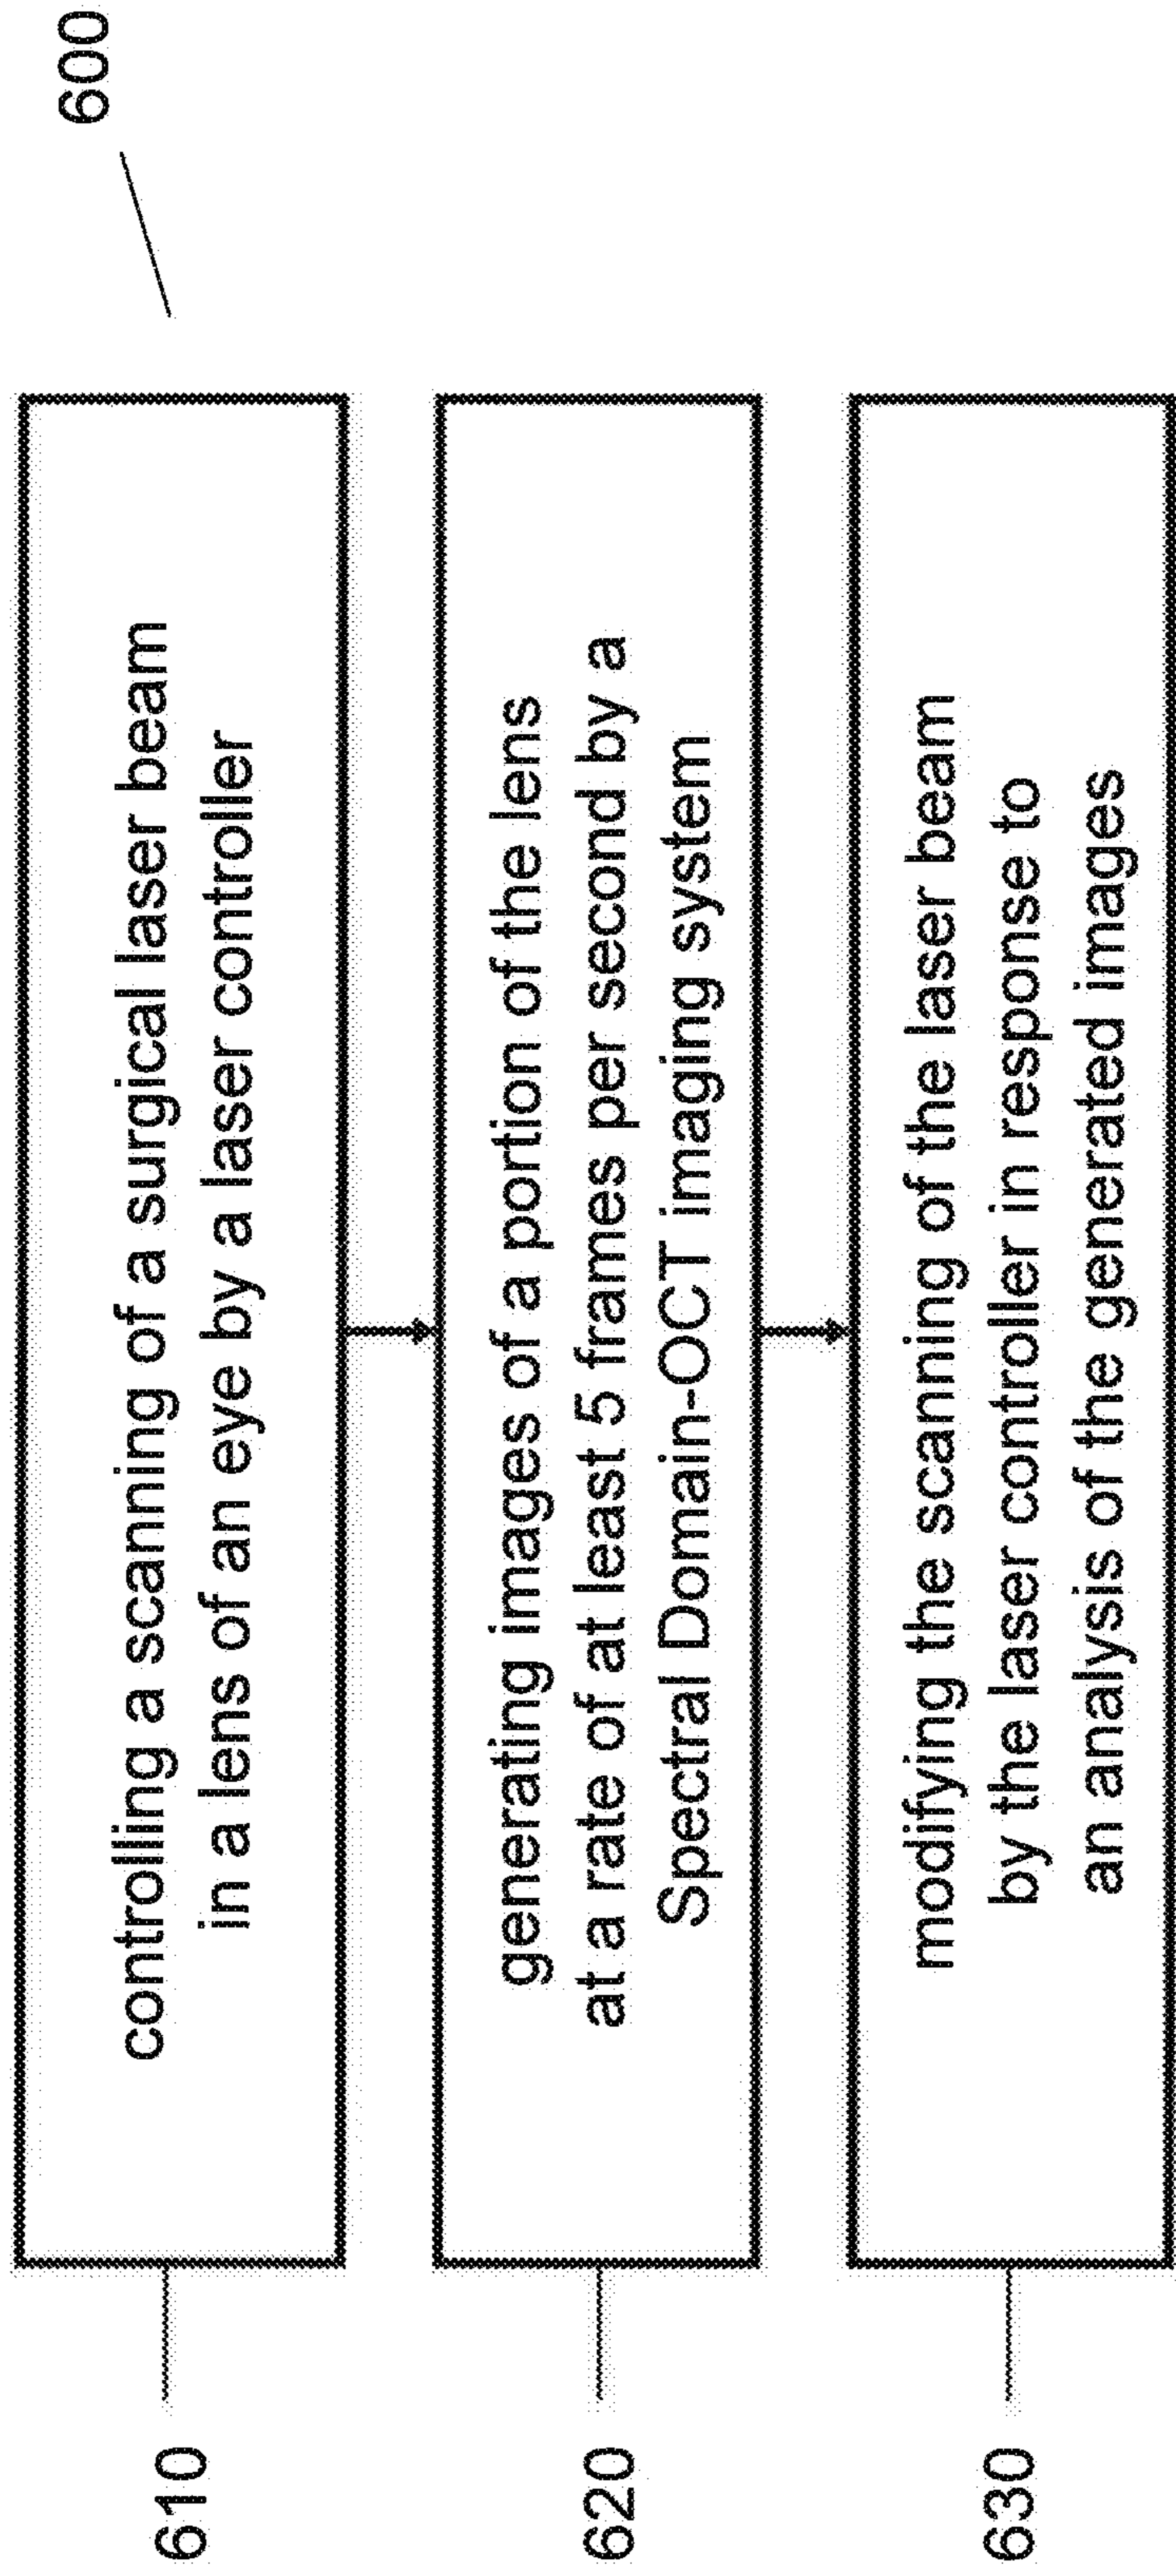 600
610
controlling a scanning of a surgical laser beam
in a lens of an eye by a laser controller
620
generating images of a portion of the lens
at a rate of at least 5 frames per second by a
Spectral Domain-OCT imaging system
630
modifying the scanning of the laser beam
by the laser controller in response to
an analysis of the generated images